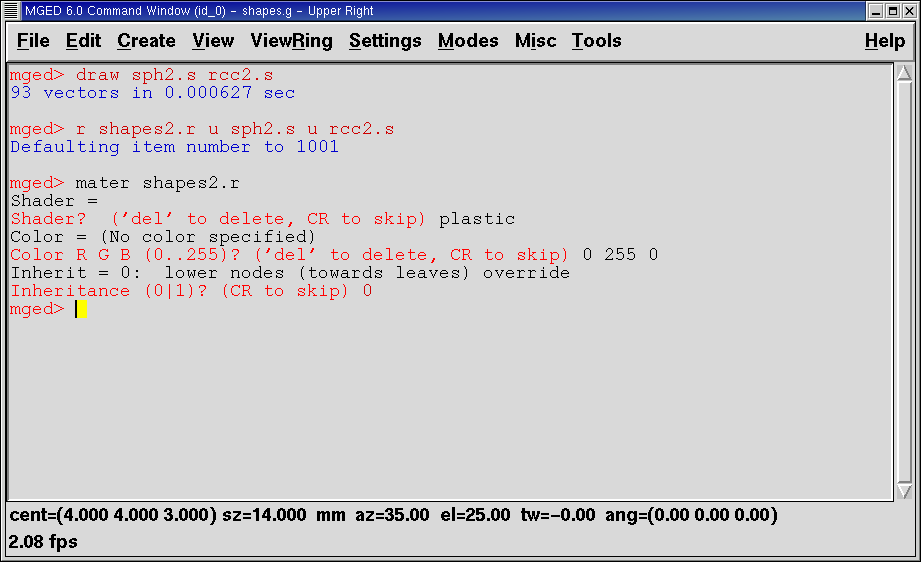 MGED 6.0 Command Window (id_0) - shapes.g - Upper Right
File Edit Create View ViewRing Settings Modes Misc Tools Help
mged> draw sph2.s rcc2.s
93 vectors in 0.000627 sec
mged> r shapes2.r u sph2.s u rcc2.s
Defaulting item number to 1001
mged> mater shapes2.r
Shader =
Shader?  ('del' to delete, CR to skip) plastic
Color = (No color specified)
Color R G B (0..255)? ('del' to delete, CR to skip) 0 255 0
Inherit = 0:  lower nodes (towards leaves) override
Inheritance (0|1)? (CR to skip) 0
mged>
cent=(4.000 4.000 3.000) sz=14.000  mm  az=35.00  el=25.00  tw=-0.00  ang=(0.00 0.00 0.00)
2.08 fps